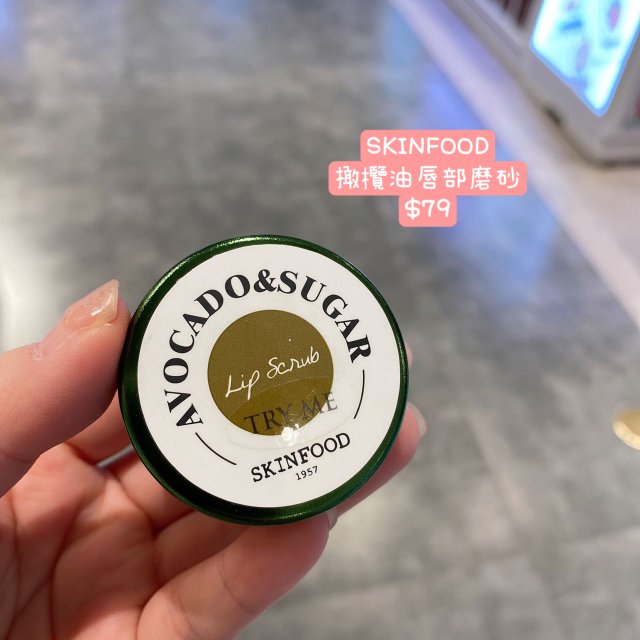 SKINFOOD
橄欖油唇部磨砂
$79
AVOCADO&SUGAR
Lip Scrub
TRY ME
SKINFOOD
1957